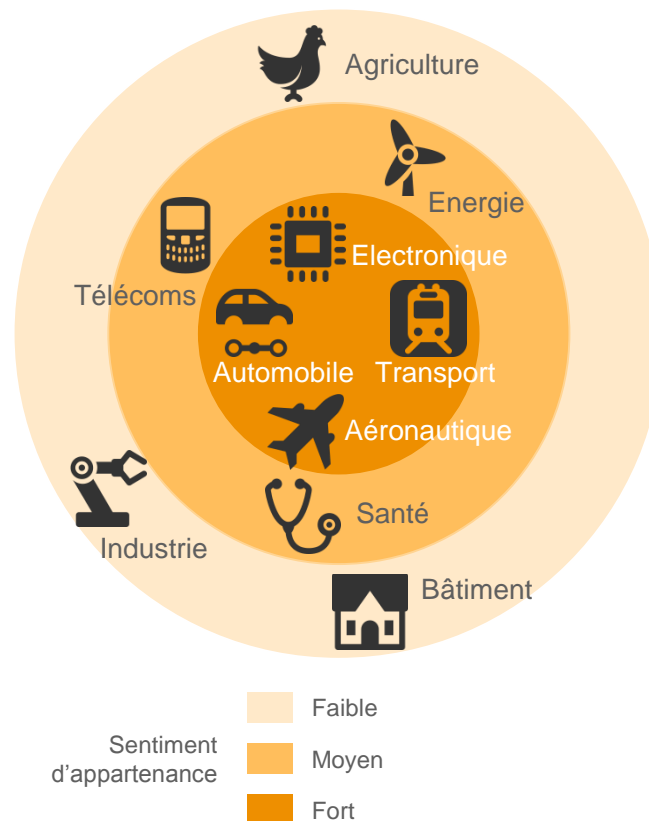 Agriculture
Energie
Electronique
Télécoms
Automobile
Transport
Aéronautique
Santé
Industrie
Bâtiment
Sentiment
d’appartenance
Faible
Moyen
Fort